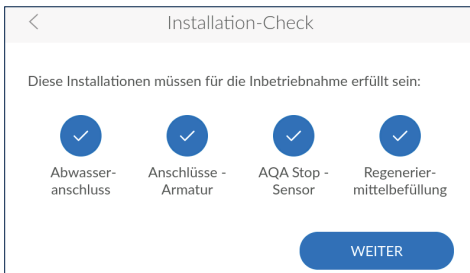 Installation-Check
Diese Installationen müssen für die Inbetriebnahme erfüllt sein:
Abwasser-
anschluss
Anschlüsse -
Armatur
AQA Stop -
Sensor
Regenerier-
mittelbefüllung
WEITER